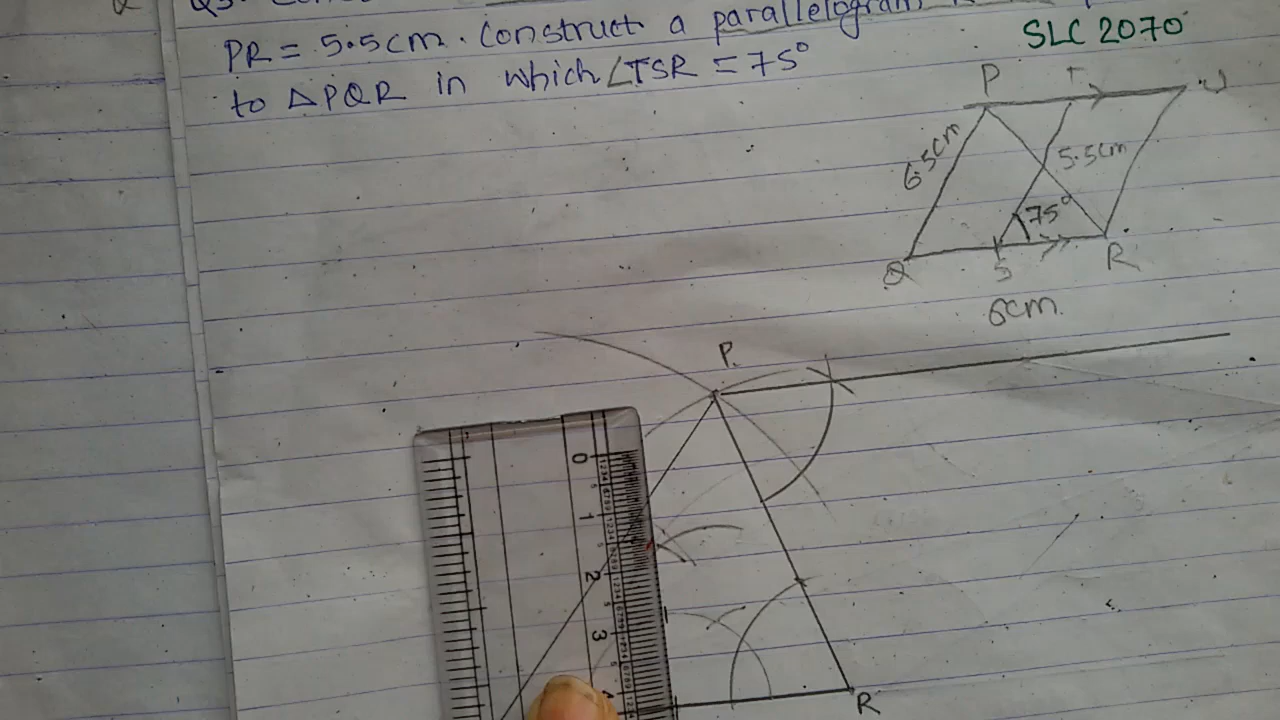 PR = 5.5cm. Construct a parallelogram
to △PQR in which ∠TSR = 75°
SLC 2070
P T U
6.5cm
5.5cm
75°
Q S R
6cm
P.
0
1
2
3
4
R